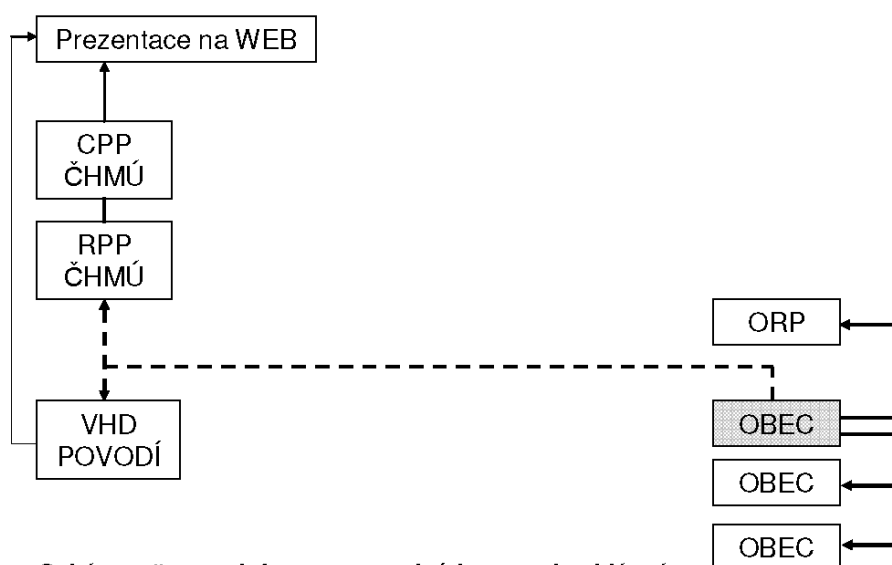 Prezentace na WEB
CPP
ČHMÚ
RPP
ČHMÚ
ORP
VHD
POVODÍ
OBEC
OBEC
OBEC